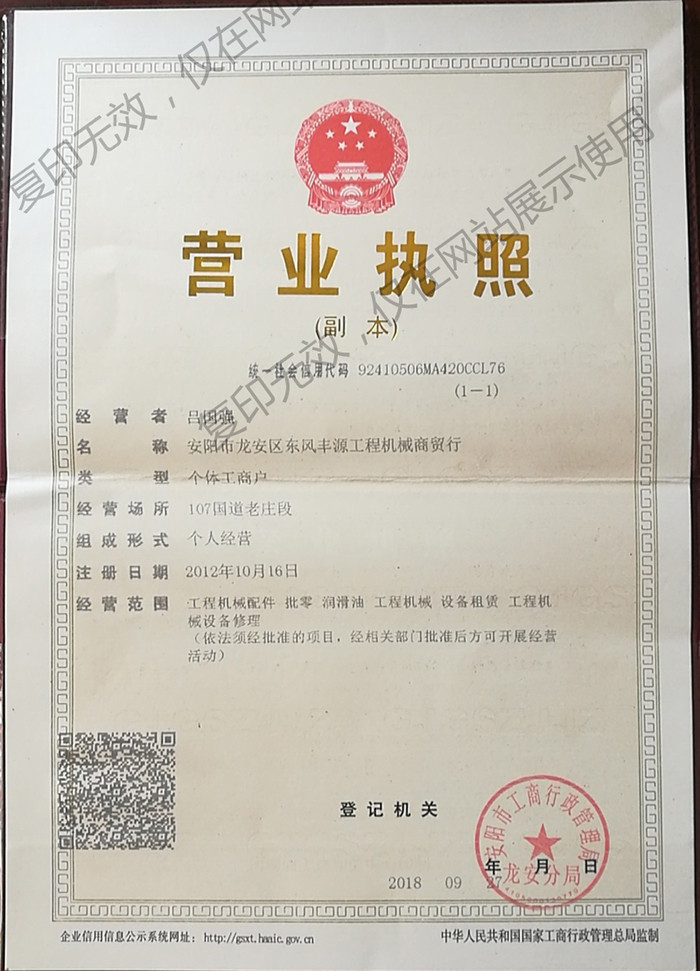 复印无效，仅在网
复印无效，仅在网站展示使用
营业执照
(副 本)
统一社会信用代码 92410506MA420CCL76
(1-1)
经营者 吕国强
名称 安阳市龙安区东风丰源工程机械商贸行
类型 个体工商户
经营场所 107国道老庄段
组成形式 个人经营
注册日期 2012年10月16日
经营范围 工程机械配件 批零 润滑油 工程机械 设备租赁 工程机
械设备修理
（依法须经批准的项目，经相关部门批准后方可开展经营
活动）
登记机关
安阳市工商行政管理局
龙安分局
年 月 日
2018 09 27
企业信用信息公示系统网址：http://gsxt.haaic.gov.cn
中华人民共和国国家工商行政管理总局监制